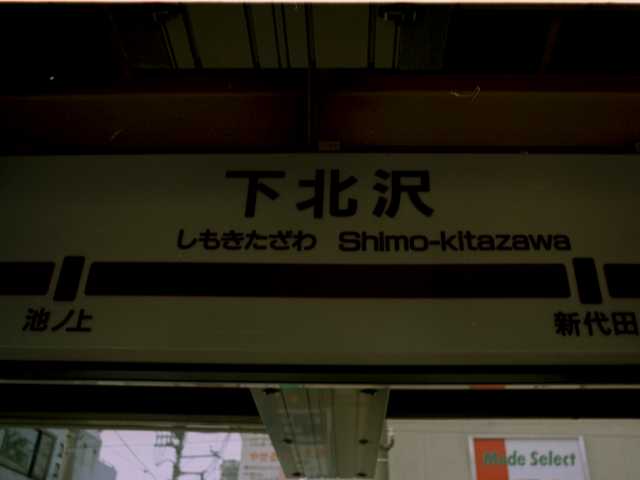 下北沢
しもきたざわ Shimo-kitazawa
池ノ上 新代田
Made Select